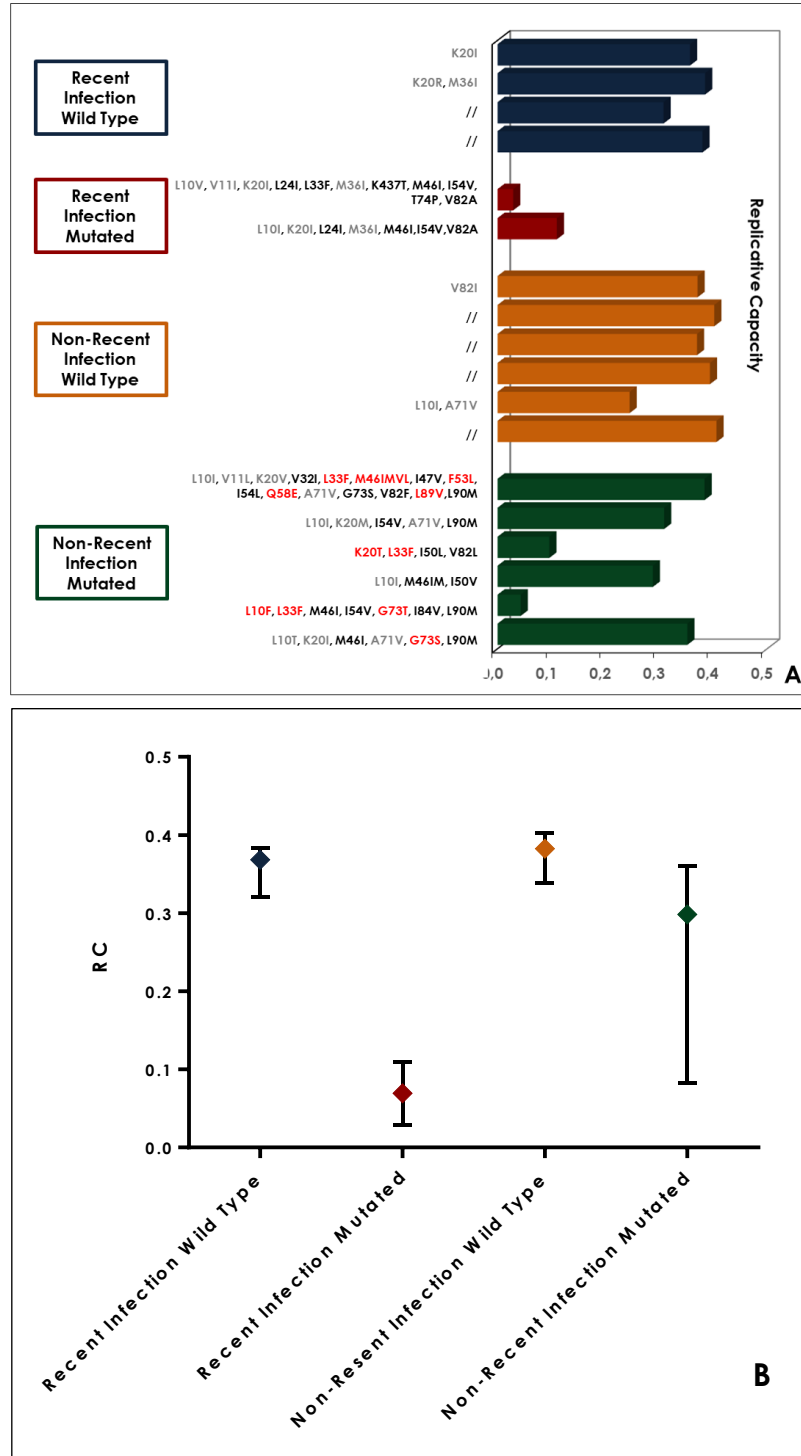 Recent
Infection
Wild Type
K20I
K20R, M36I
//
//
Recent
Infection
Mutated
L10V, V11I, K20I, L24I, L33F, M36I, K437T, M46I, I54V,
T74P, V82A
L10I, K20I, L24I, M36I, M46I,I54V,V82A
Non-Recent
Infection
Wild Type
V82I
//
//
//
L10I, A71V
//
Non-Recent
Infection
Mutated
L10I, V11L, K20V,V32I, L33F, M46IMVL, I47V, F53L,
I54L, Q58E, A71V, G73S, V82F, L89V,L90M
L10I, K20M, I54V, A71V, L90M
K20T, L33F, I50L, V82L
L10I, M46IM, I50V
L10F, L33F, M46I, I54V, G73T, I84V, L90M
L10T, K20I, M46I, A71V, G73S, L90M
Replicative Capacity
0,0 0,1 0,2 0,3 0,4 0,5
A
0.5
0.4
0.3
0.2
0.1
0.0
RC
Recent Infection Wild Type
Recent Infection Mutated
Non-Resent Infection Wild Type
Non-Recent Infection Mutated
B